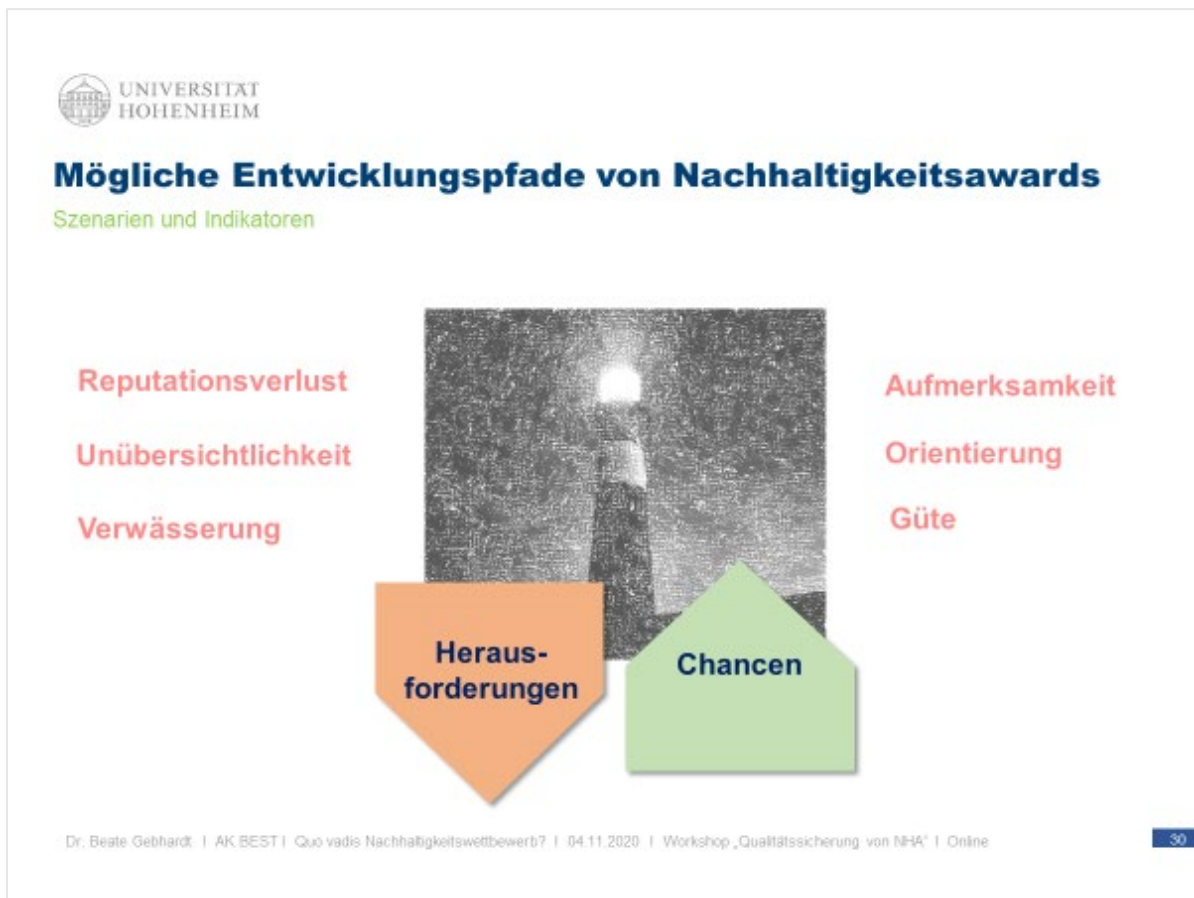 UNIVERSITÄT
HOHENHEIM
Mögliche Entwicklungspfade von Nachhaltigkeitsawards
Szenarien und Indikatoren
Reputationsverlust
Unübersichtlichkeit
Verwässerung
Aufmerksamkeit
Orientierung
Güte
Heraus-
forderungen
Chancen
Dr. Beate Gebhardt I AK BEST I Quo vadis Nachhaltigkeitswettbewerb? I 04.11.2020 I Workshop „Qualitätssicherung von NHA" I Online
30